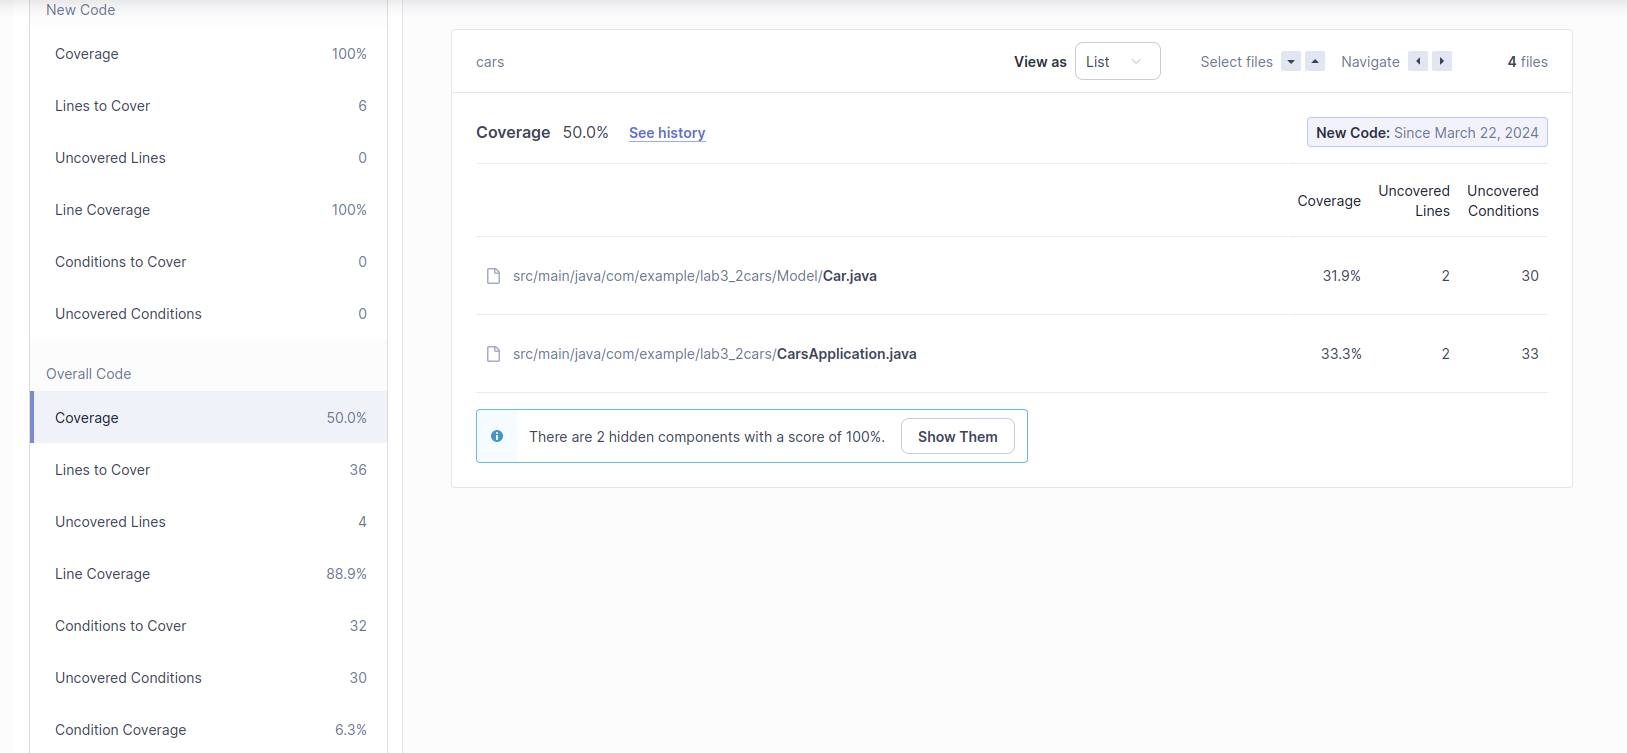 New Code
Coverage 100%
Lines to Cover 6
Uncovered Lines 0
Line Coverage 100%
Conditions to Cover 0
Uncovered Conditions 0
Overall Code
Coverage 50.0%
Lines to Cover 36
Uncovered Lines 4
Line Coverage 88.9%
Conditions to Cover 32
Uncovered Conditions 30
Condition Coverage 6.3%
cars View as List Select files Navigate 4 files
Coverage 50.0% See history New Code: Since March 22, 2024
Coverage Uncovered Lines Uncovered Conditions
src/main/java/com/example/lab3_2cars/Model/Car.java 31.9% 2 30
src/main/java/com/example/lab3_2cars/CarsApplication.java 33.3% 2 33
There are 2 hidden components with a score of 100%. Show Them